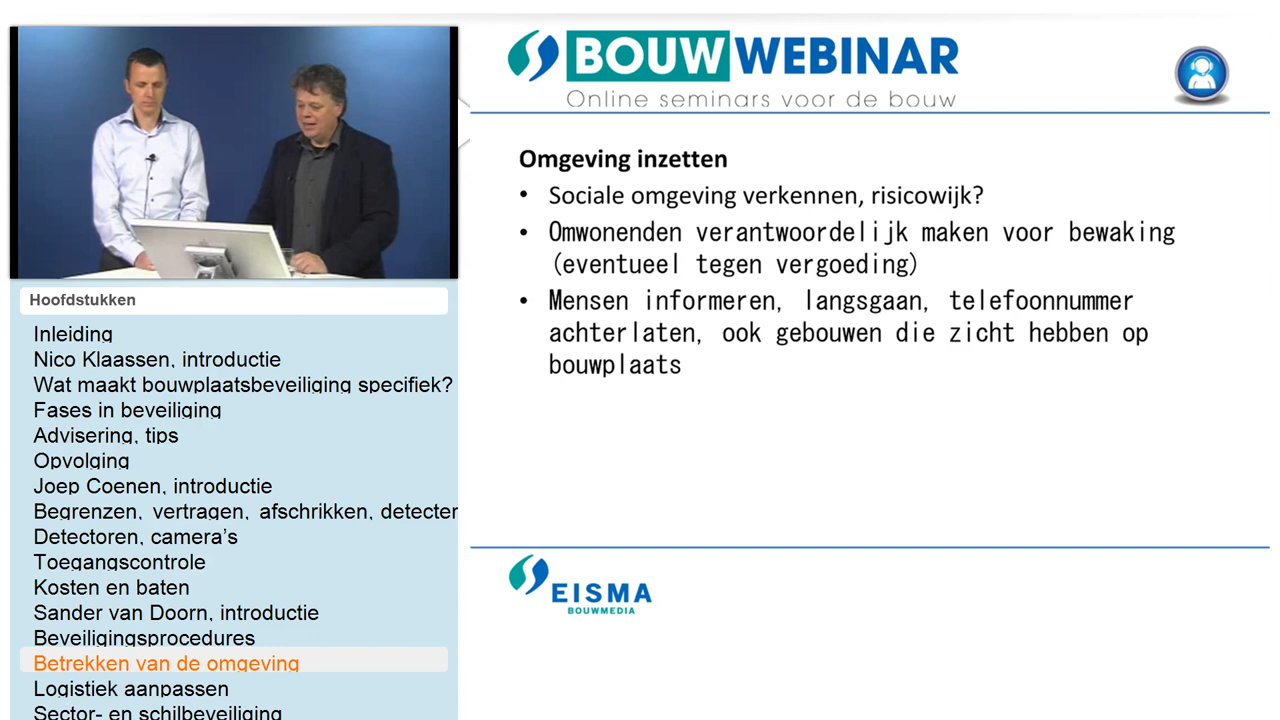 BOUWWEBINAR
Online seminars voor de bouw
Omgeving inzetten
• Sociale omgeving verkennen, risicowijk?
• Omwonenden verantwoordelijk maken voor bewaking
(eventueel tegen vergoeding)
• Mensen informeren, langsgaan, telefoonnummer
achterlaten, ook gebouwen die zicht hebben op
bouwplaats
Hoofdstukken
Inleiding
Nico Klaassen, introductie
Wat maakt bouwplaatsbeveiliging specifiek?
Fases in beveiliging
Advisering, tips
Opvolging
Joep Coenen, introductie
Begrenzen, vertragen, afschrikken, detecter
Detectoren, camera's
Toegangscontrole
Kosten en baten
Sander van Doorn, introductie
Beveiligingsprocedures
Betrekken van de omgeving
Logistiek aanpassen
Sector- en schilbeveiliging
EISMA
BOUWMEDIA